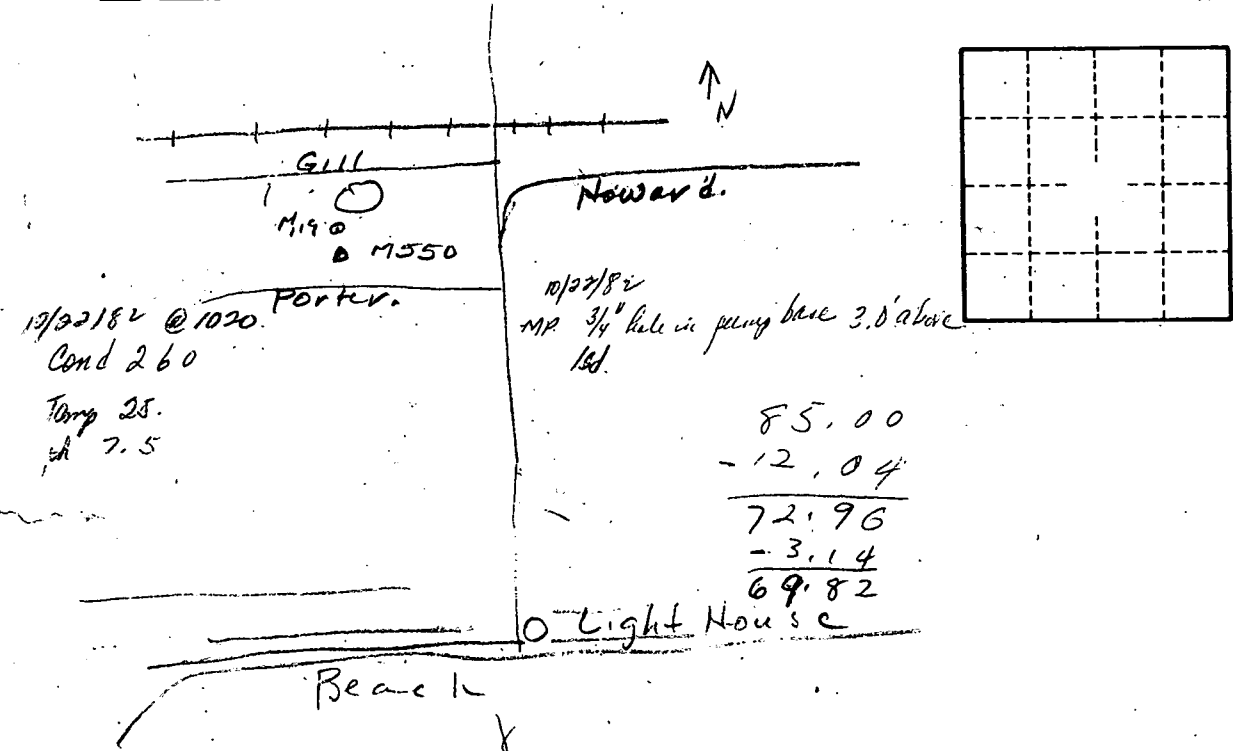 N
Gill
Howard.
M190
M550
Porter.
10/22/82 @ 1020.
Cond 260
Temp 25.
ph 7.5
10/22/82
MP. 3/4" hole in pump base 3.0' above
lsd.
85.00
- 12.04
72.96
- 3.14
69.82
Light House
Beach